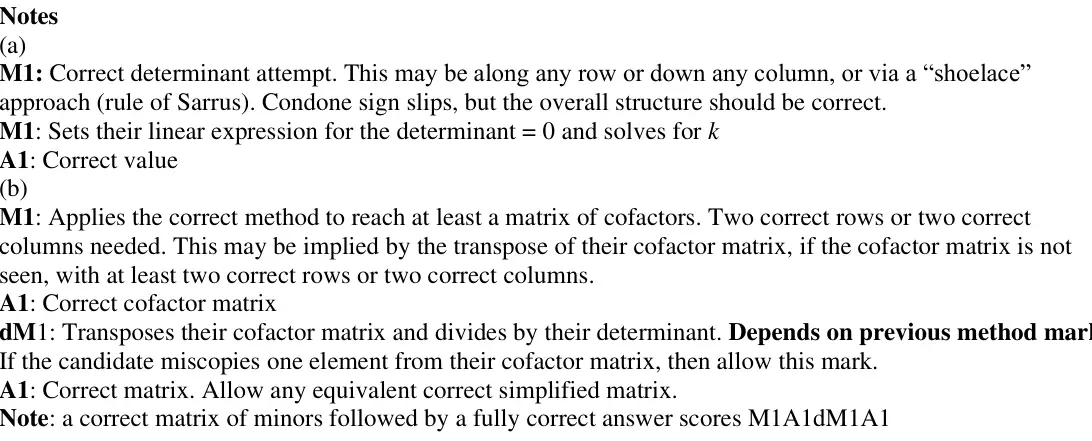 Notes
(a)
M1: Correct determinant attempt. This may be along any row or down any column, or via a “shoelace”
approach (rule of Sarrus). Condone sign slips, but the overall structure should be correct.
M1: Sets their linear expression for the determinant = 0 and solves for k
A1: Correct value
(b)
M1: Applies the correct method to reach at least a matrix of cofactors. Two correct rows or two correct
columns needed. This may be implied by the transpose of their cofactor matrix, if the cofactor matrix is not
seen, with at least two correct rows or two correct columns.
A1: Correct cofactor matrix
dM1: Transposes their cofactor matrix and divides by their determinant. Depends on previous method mark
If the candidate miscopies one element from their cofactor matrix, then allow this mark.
A1: Correct matrix. Allow any equivalent correct simplified matrix.
Note: a correct matrix of minors followed by a fully correct answer scores M1A1dM1A1